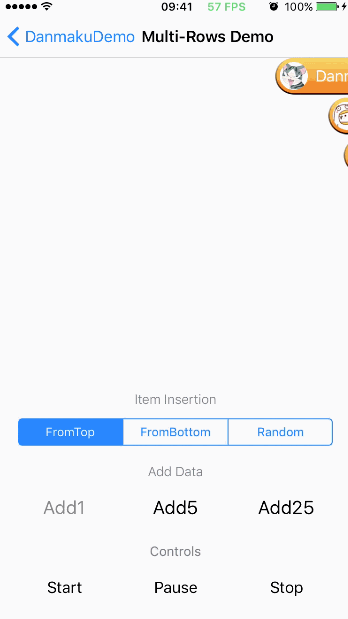 09:41 57 FPS 100%
DanmakuDemo Multi-Rows Demo
Item Insertion
FromTop FromBottom Random
Add Data
Add1 Add5 Add25
Controls
Start Pause Stop